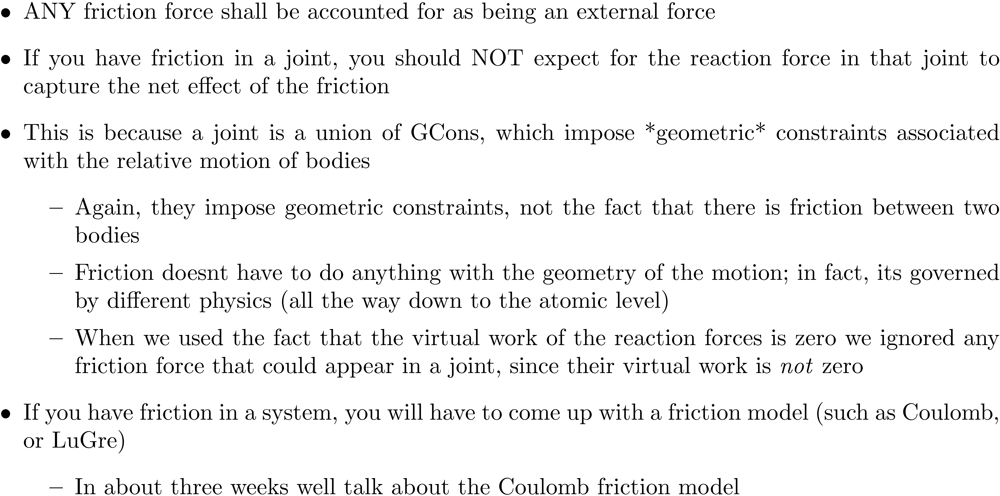 • ANY friction force shall be accounted for as being an external force
• If you have friction in a joint, you should NOT expect for the reaction force in that joint to
capture the net effect of the friction
• This is because a joint is a union of GCons, which impose *geometric* constraints associated
with the relative motion of bodies
– Again, they impose geometric constraints, not the fact that there is friction between two
bodies
– Friction doesnt have to do anything with the geometry of the motion; in fact, its governed
by different physics (all the way down to the atomic level)
– When we used the fact that the virtual work of the reaction forces is zero we ignored any
friction force that could appear in a joint, since their virtual work is not zero
• If you have friction in a system, you will have to come up with a friction model (such as Coulomb,
or LuGre)
– In about three weeks well talk about the Coulomb friction model